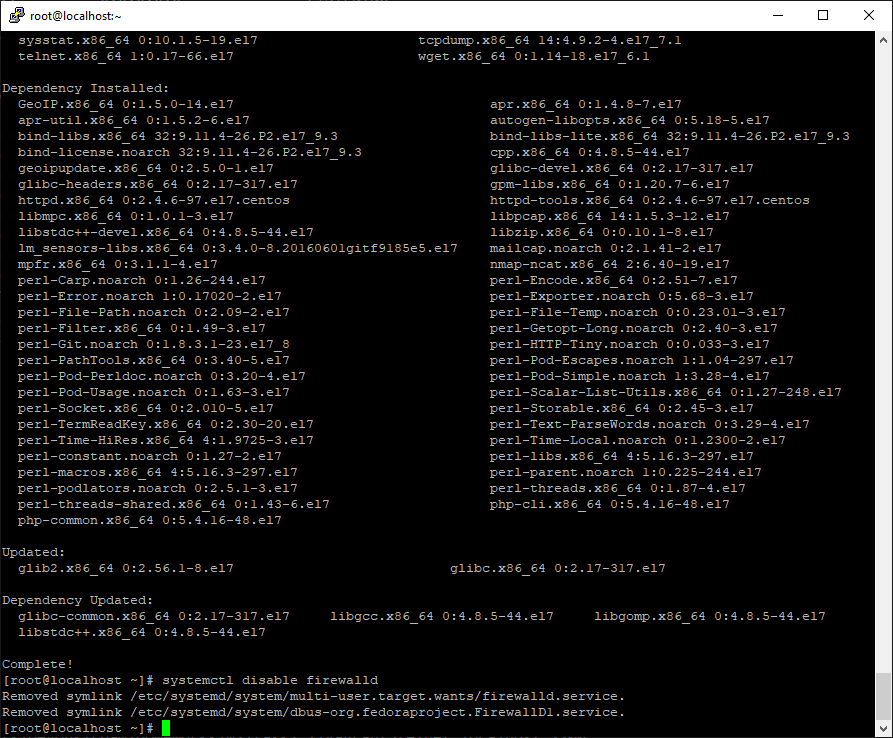 root@localhost:~
sysstat.x86_64 0:10.1.5-19.el7 tcpdump.x86_64 14:4.9.2-4.el7_7.1
telnet.x86_64 1:0.17-66.el7 wget.x86_64 0:1.14-18.el7_6.1
Dependency Installed:
GeoIP.x86_64 0:1.5.0-14.el7 apr.x86_64 0:1.4.8-7.el7
apr-util.x86_64 0:1.5.2-6.el7 autogen-libopts.x86_64 0:5.18-5.el7
bind-libs.x86_64 32:9.11.4-26.P2.el7_9.3 bind-libs-lite.x86_64 32:9.11.4-26.P2.el7_9.3
bind-license.noarch 32:9.11.4-26.P2.el7_9.3 cpp.x86_64 0:4.8.5-44.el7
geoipupdate.x86_64 0:2.5.0-1.el7 glibc-devel.x86_64 0:2.17-317.el7
glibc-headers.x86_64 0:2.17-317.el7 gpm-libs.x86_64 0:1.20.7-6.el7
httpd.x86_64 0:2.4.6-97.el7.centos httpd-tools.x86_64 0:2.4.6-97.el7.centos
libmpc.x86_64 0:1.0.1-3.el7 libpcap.x86_64 14:1.5.3-12.el7
libstdc++-devel.x86_64 0:4.8.5-44.el7 libzip.x86_64 0:0.10.1-8.el7
lm_sensors-libs.x86_64 0:3.4.0-8.20160601gitf9185e5.el7 mailcap.noarch 0:2.1.41-2.el7
mpfr.x86_64 0:3.1.1-4.el7 nmap-ncat.x86_64 2:6.40-19.el7
perl-Carp.noarch 0:1.26-244.el7 perl-Encode.x86_64 0:2.51-7.el7
perl-Error.noarch 1:0.17020-2.el7 perl-Exporter.noarch 0:5.68-3.el7
perl-File-Path.noarch 0:2.09-2.el7 perl-File-Temp.noarch 0:0.23.01-3.el7
perl-Filter.x86_64 0:1.49-3.el7 perl-Getopt-Long.noarch 0:2.40-3.el7
perl-Git.noarch 0:1.8.3.1-23.el7_8 perl-HTTP-Tiny.noarch 0:0.033-3.el7
perl-PathTools.x86_64 0:3.40-5.el7 perl-Pod-Escapes.noarch 1:1.04-297.el7
perl-Pod-Perldoc.noarch 0:3.20-4.el7 perl-Pod-Simple.noarch 1:3.28-4.el7
perl-Pod-Usage.noarch 0:1.63-3.el7 perl-Scalar-List-Utils.x86_64 0:1.27-248.el7
perl-Socket.x86_64 0:2.010-5.el7 perl-Storable.x86_64 0:2.45-3.el7
perl-TermReadKey.x86_64 0:2.30-20.el7 perl-Text-ParseWords.noarch 0:3.29-4.el7
perl-Time-HiRes.x86_64 4:1.9725-3.el7 perl-Time-Local.noarch 0:1.2300-2.el7
perl-constant.noarch 0:1.27-2.el7 perl-libs.x86_64 4:5.16.3-297.el7
perl-macros.x86_64 4:5.16.3-297.el7 perl-parent.noarch 1:0.225-244.el7
perl-podlators.noarch 0:2.5.1-3.el7 perl-threads.x86_64 0:1.87-4.el7
perl-threads-shared.x86_64 0:1.43-6.el7 php-cli.x86_64 0:5.4.16-48.el7
php-common.x86_64 0:5.4.16-48.el7
Updated:
glib2.x86_64 0:2.56.1-8.el7 glibc.x86_64 0:2.17-317.el7
Dependency Updated:
glibc-common.x86_64 0:2.17-317.el7 libgcc.x86_64 0:4.8.5-44.el7 libgomp.x86_64 0:4.8.5-44.el7
libstdc++.x86_64 0:4.8.5-44.el7
Complete!
[root@localhost ~]# systemctl disable firewalld
Removed symlink /etc/systemd/system/multi-user.target.wants/firewalld.service.
Removed symlink /etc/systemd/system/dbus-org.fedoraproject.FirewallD1.service.
[root@localhost ~]#